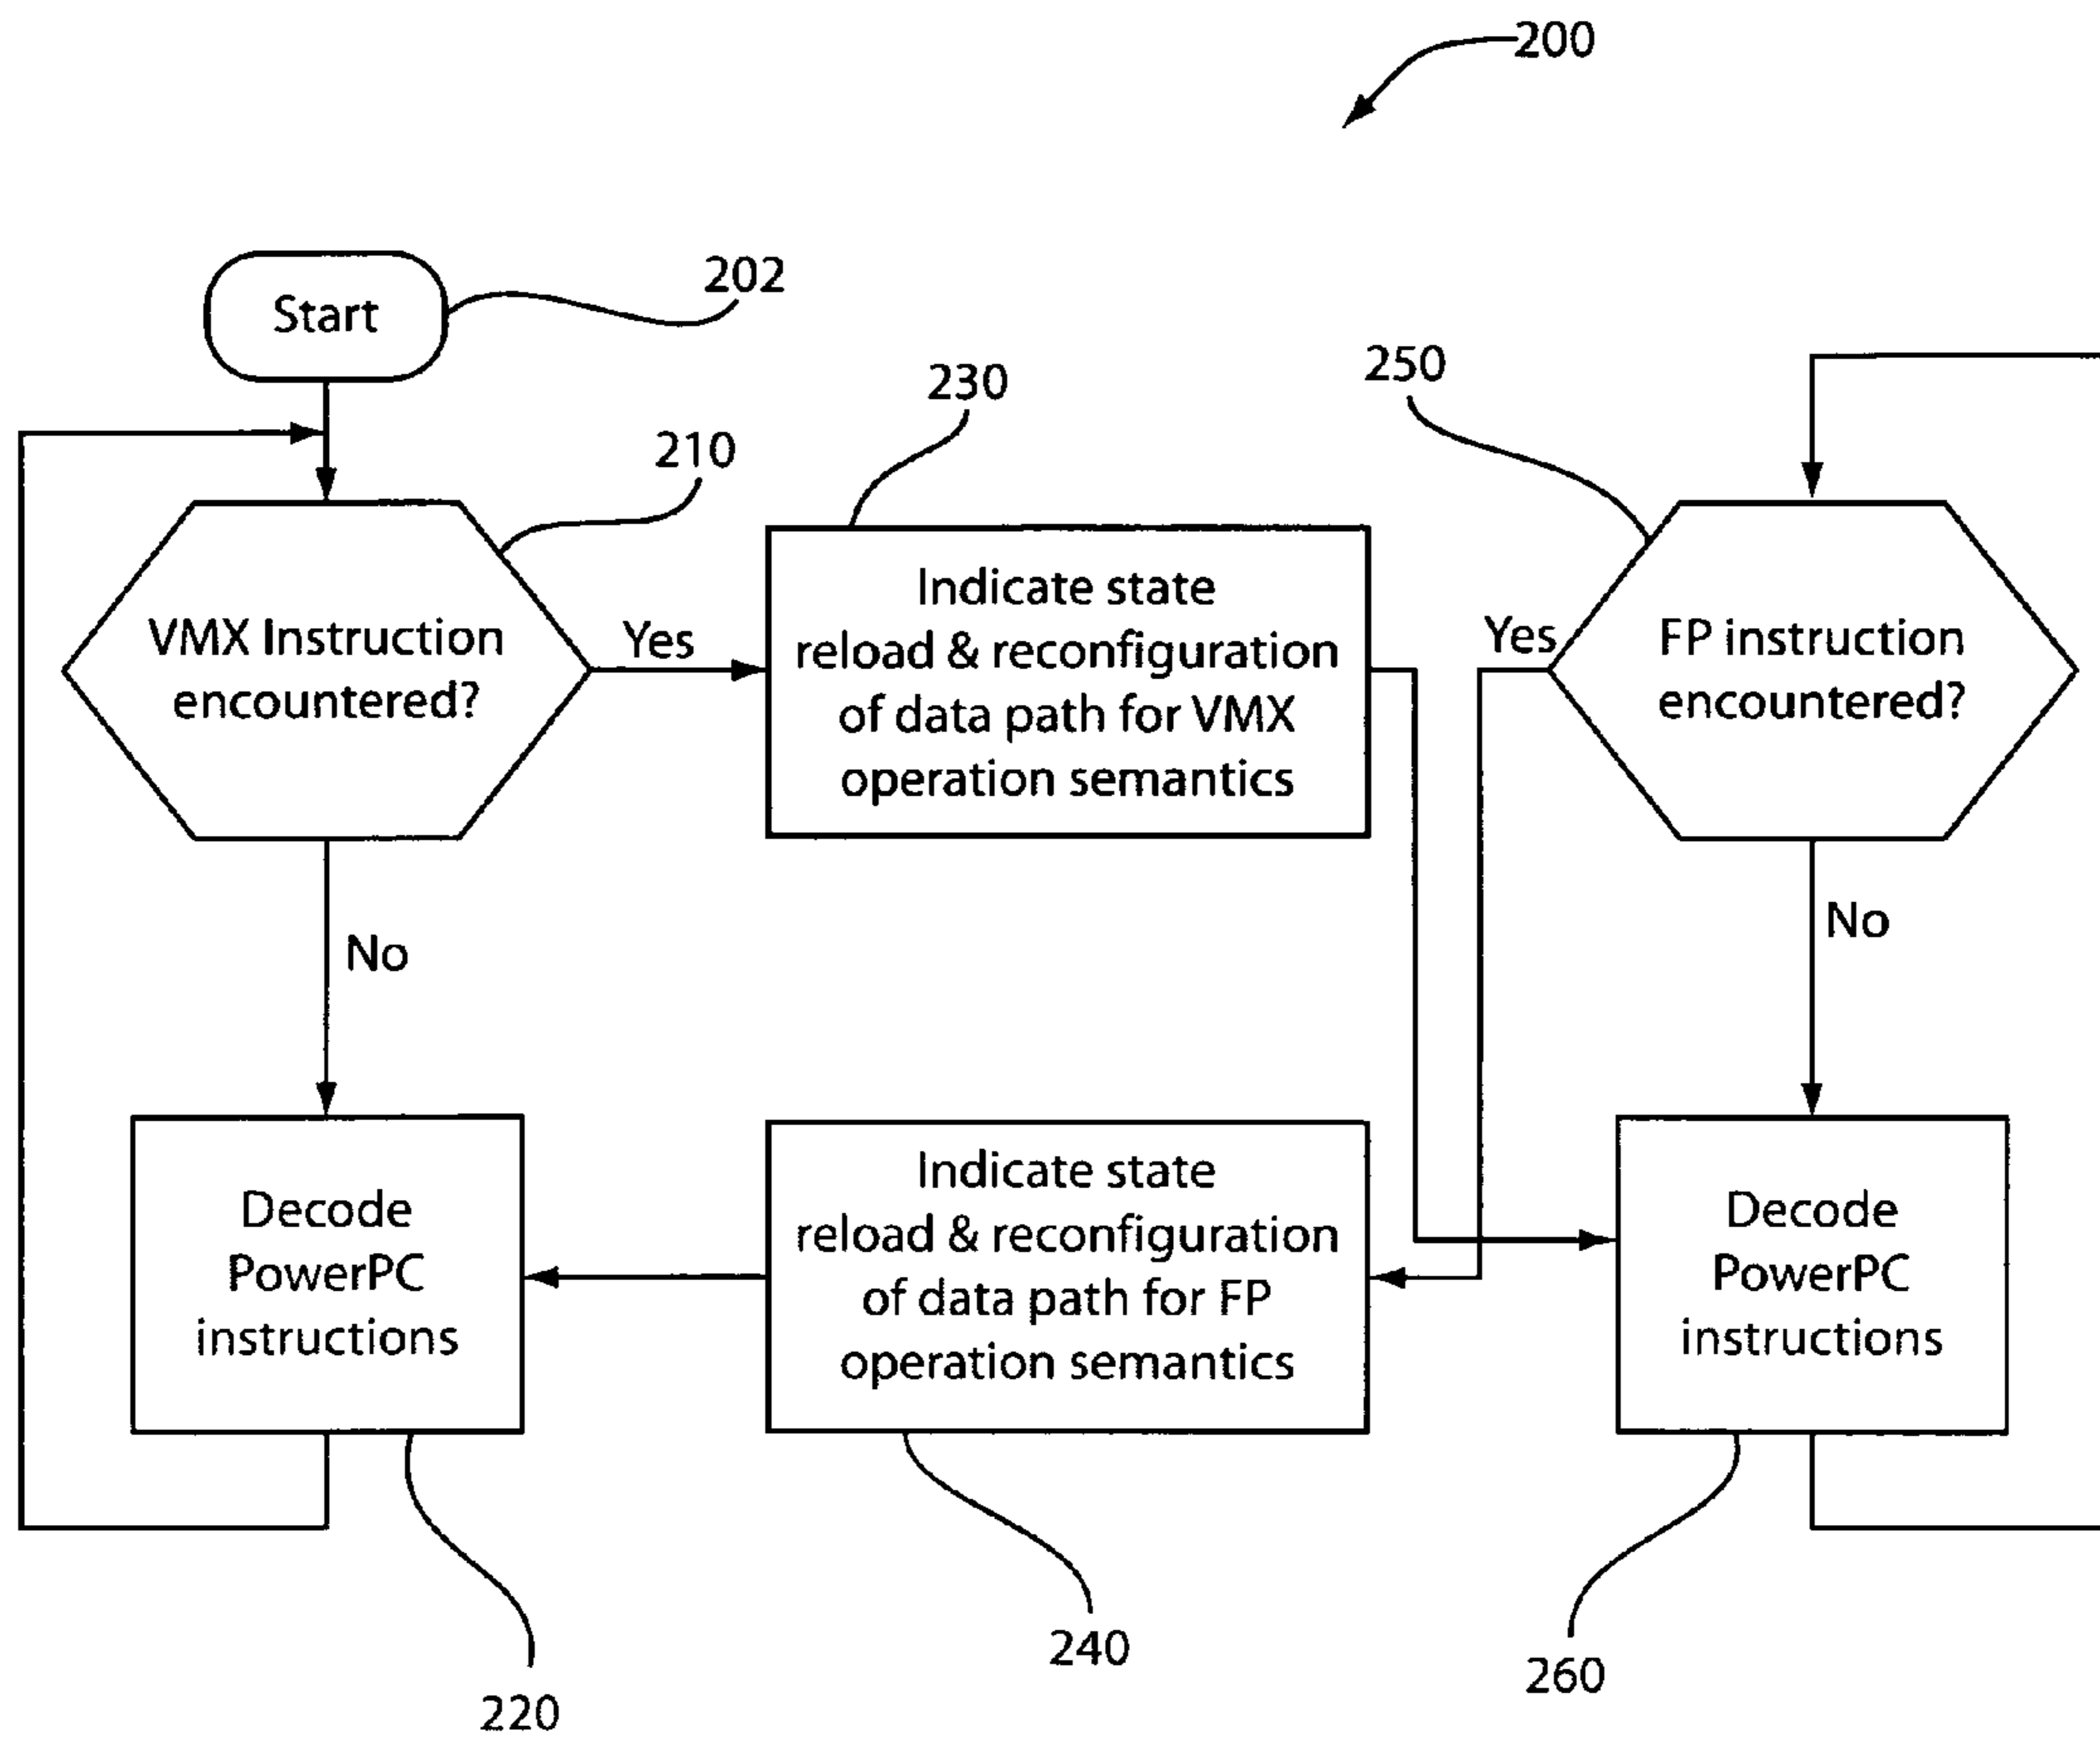 200
Start
202
230
250
210
VMX Instruction
encountered?
Yes
Indicate state
reload & reconfiguration
of data path for VMX
operation semantics
Yes
FP instruction
encountered?
No
No
Decode
PowerPC
instructions
Indicate state
reload & reconfiguration
of data path for FP
operation semantics
Decode
PowerPC
instructions
220
240
260